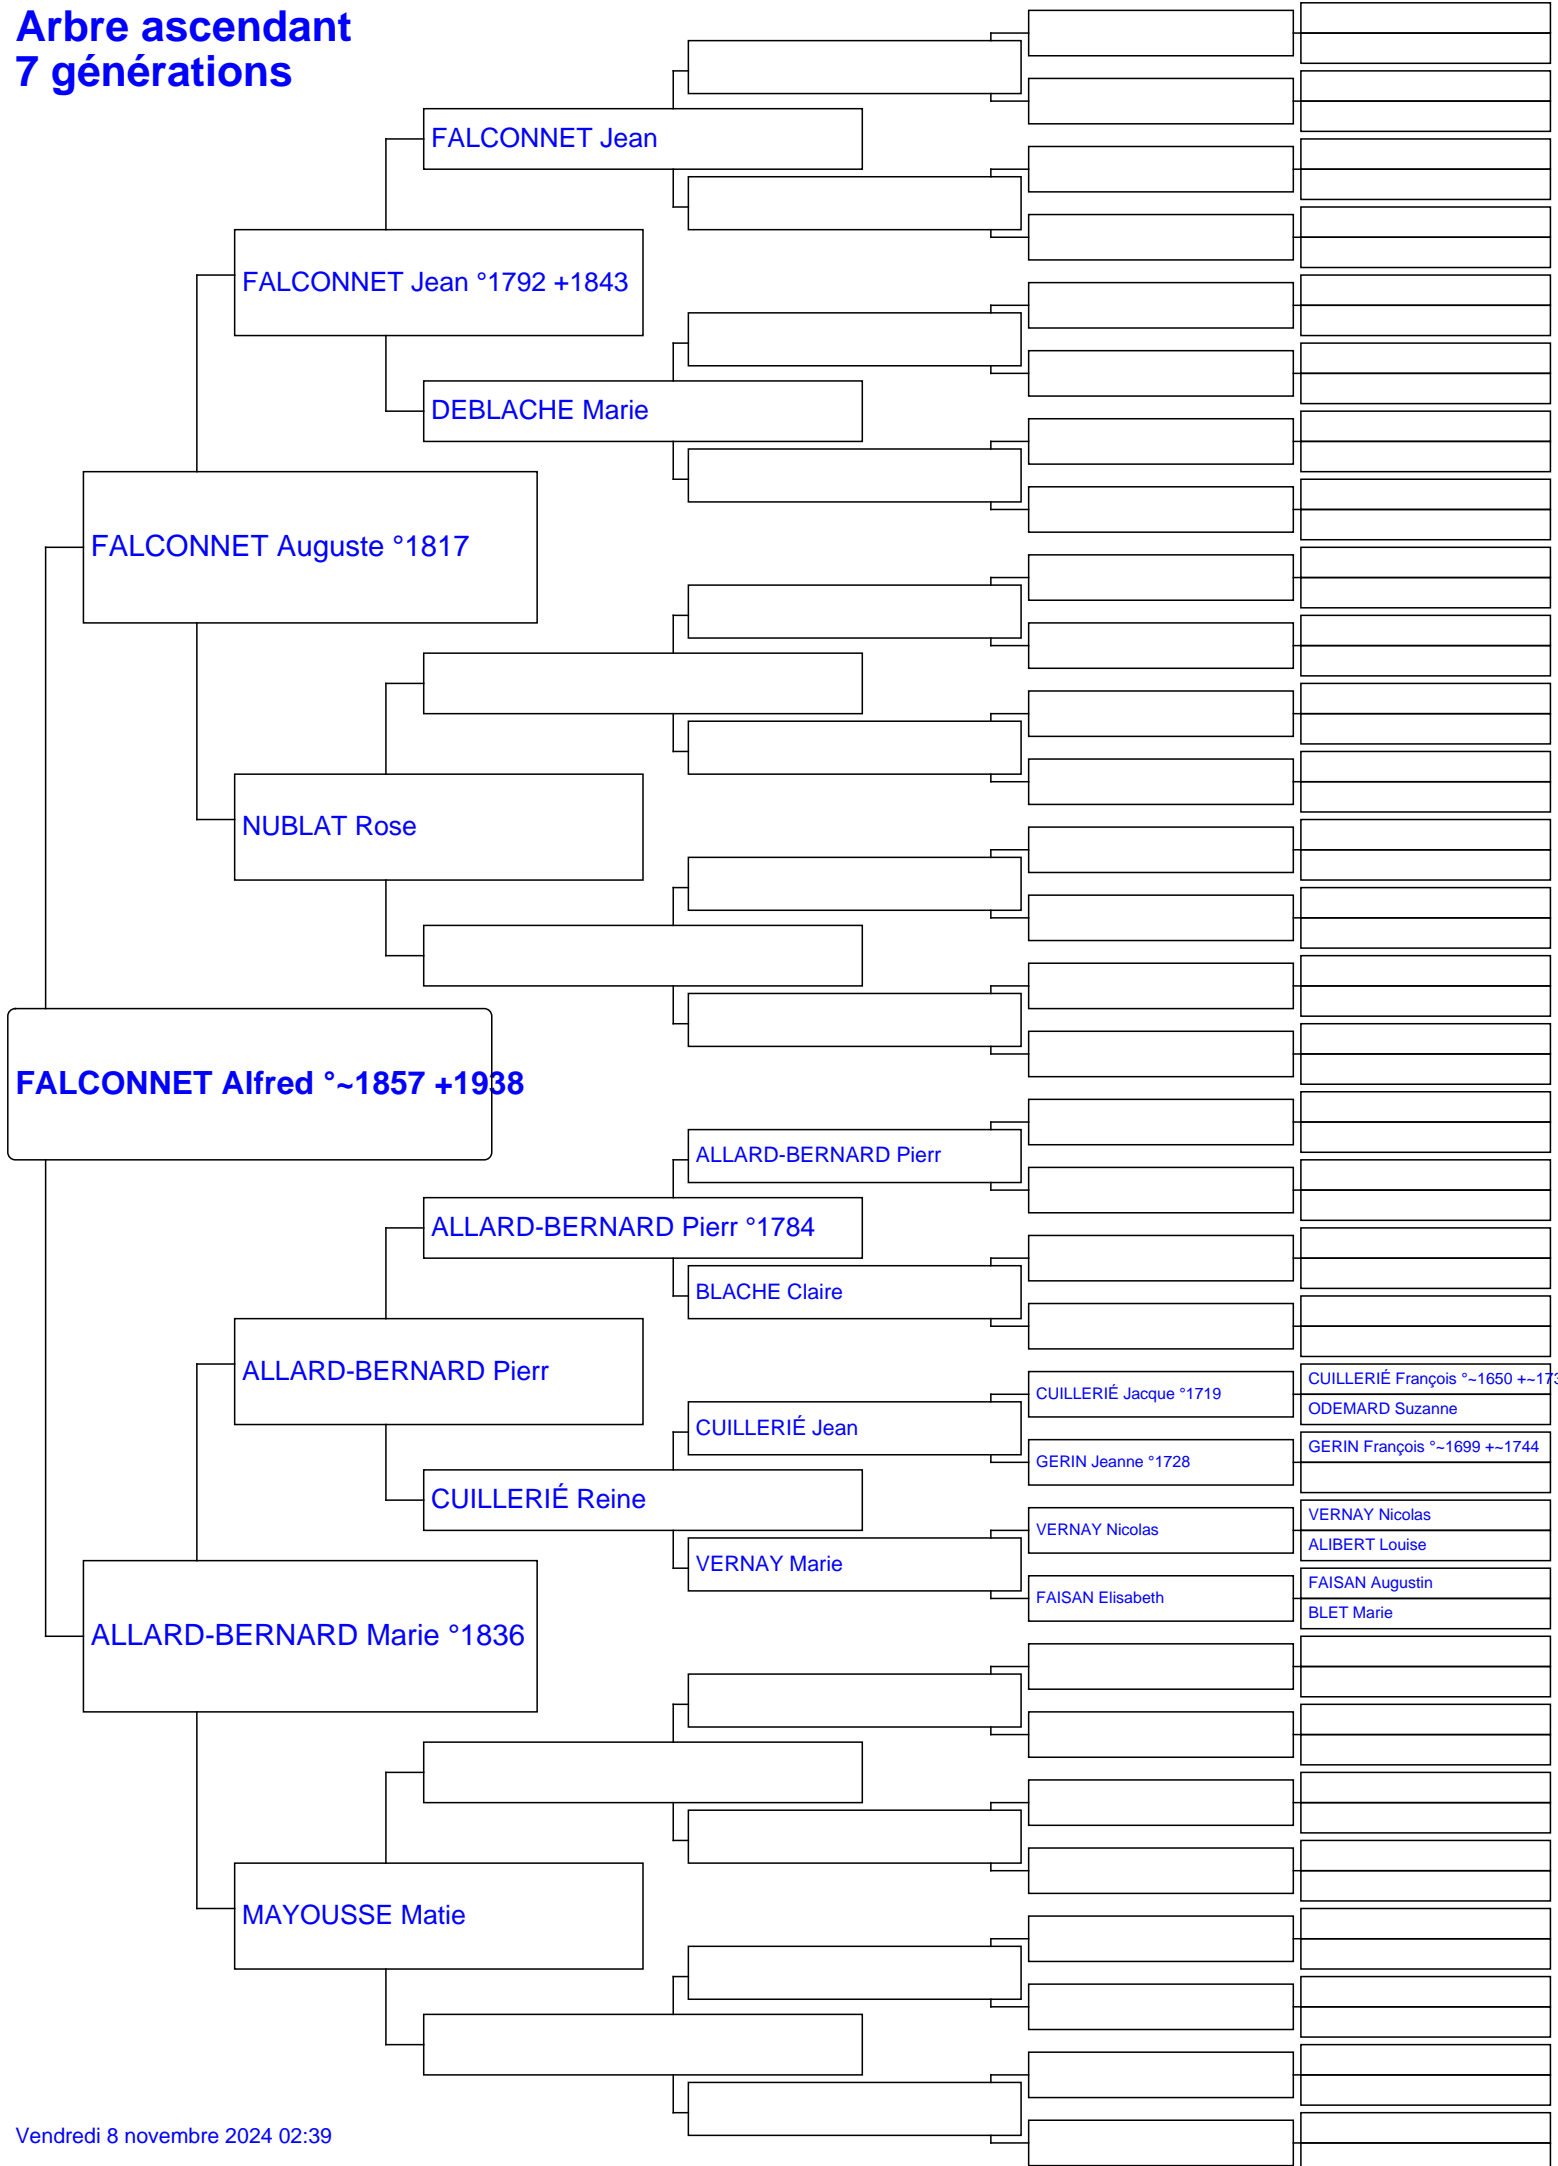 Arbre ascendant
7 générations
FALCONNET Jean
FALCONNET Jean °1792 +1843
DEBLACHE Marie
FALCONNET Auguste °1817
NUBLAT Rose
FALCONNET Alfred °~1857 +1938
ALLARD-BERNARD Pierr
ALLARD-BERNARD Pierr °1784
BLACHE Claire
ALLARD-BERNARD Pierr
CUILLERIÉ François °~1650 +~173
CUILLERIÉ Jacque °1719
ODEMARD Suzanne
CUILLERIÉ Jean
GERIN François °~1699 +~1744
GERIN Jeanne °1728
CUILLERIÉ Reine
VERNAY Nicolas
VERNAY Nicolas
ALIBERT Louise
VERNAY Marie
FAISAN Augustin
FAISAN Elisabeth
BLET Marie
ALLARD-BERNARD Marie °1836
MAYOUSSE Matie
Vendredi 8 novembre 2024 02:39